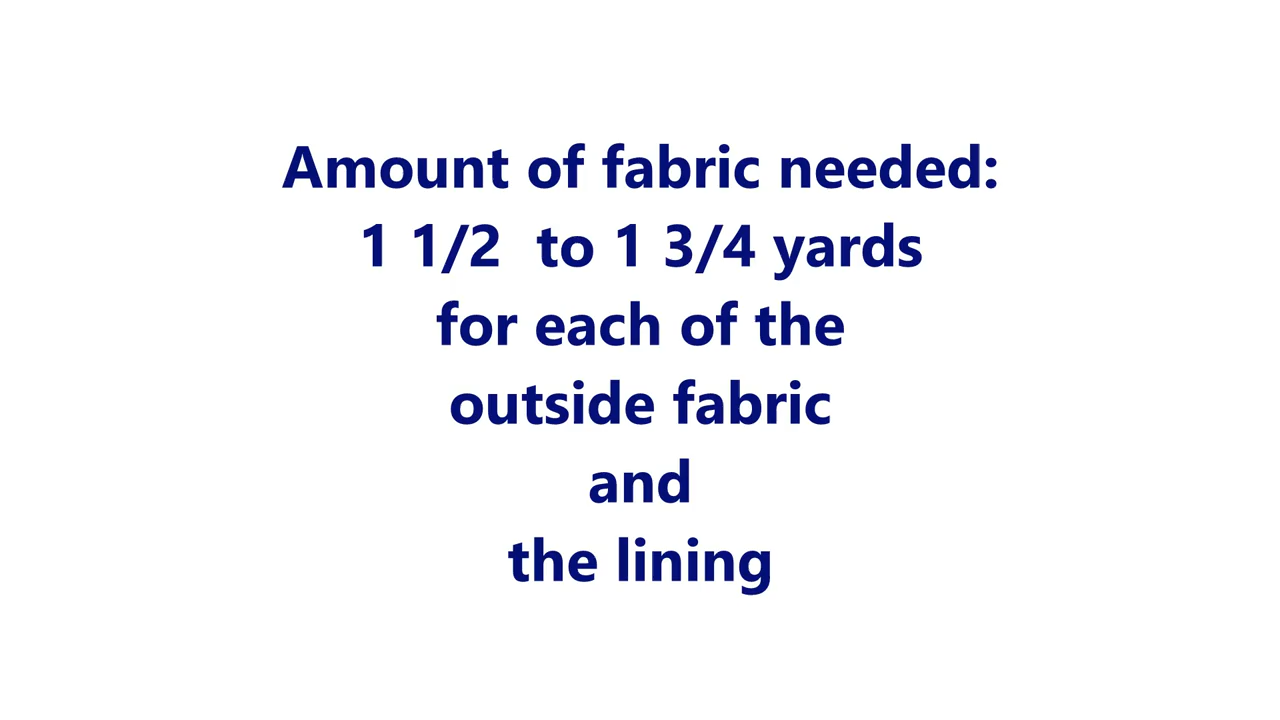 Amount of fabric needed:
1 1/2  to 1 3/4 yards
for each of the
outside fabric
and
the lining